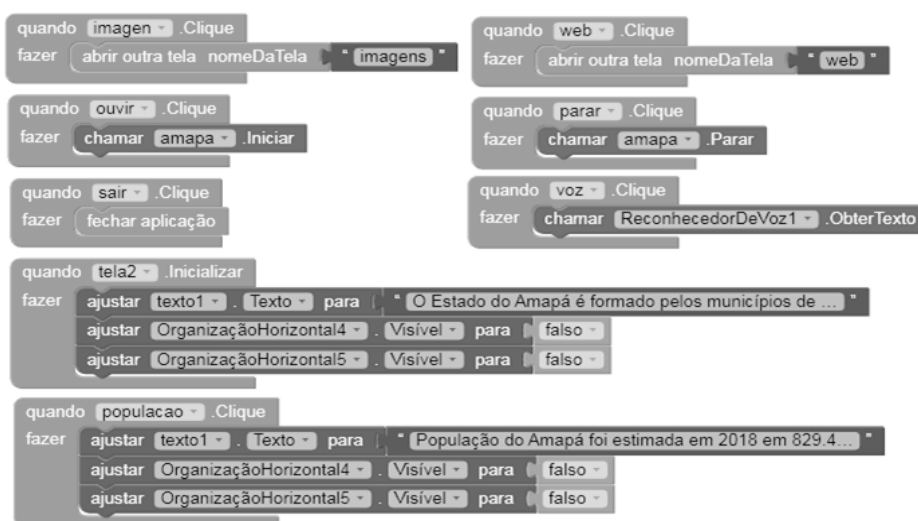 quando imagen .Clique
fazer abrir outra tela nomeDaTela " imagens "
quando web .Clique
fazer abrir outra tela nomeDaTela " web "
quando ouvir .Clique
fazer chamar amapa .Iniciar
quando parar .Clique
fazer chamar amapa .Parar
quando sair .Clique
fazer fechar aplicação
quando voz .Clique
fazer chamar ReconhecedorDeVoz1 .ObterTexto
quando tela2 .Inicializar
fazer ajustar texto1 . Texto para " O Estado do Amapá é formado pelos municípios de ... "
ajustar OrganizaçãoHorizontal4 . Visível para falso
ajustar OrganizaçãoHorizontal5 . Visível para falso
quando populacao .Clique
fazer ajustar texto1 . Texto para " População do Amapá foi estimada em 2018 em 829.4... "
ajustar OrganizaçãoHorizontal4 . Visível para falso
ajustar OrganizaçãoHorizontal5 . Visível para falso